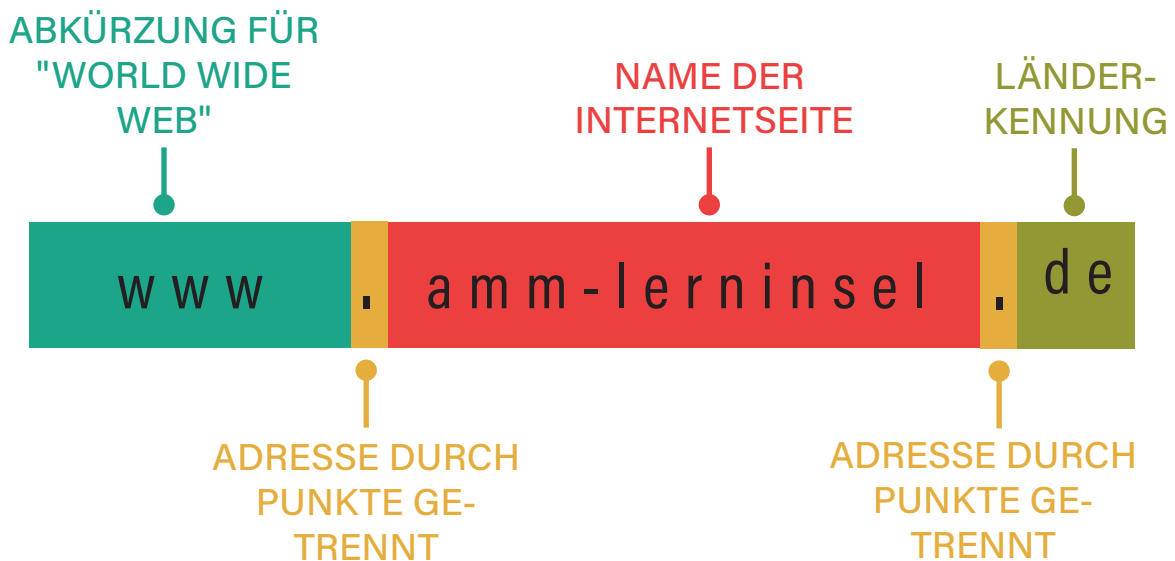 ABKÜRZUNG FÜR
"WORLD WIDE
WEB"
NAME DER
INTERNETSEITE
LÄNDER-
KENNUNG
www.amm-lerninsel.de
ADRESSE DURCH
PUNKTE GE-
TRENNT
ADRESSE DURCH
PUNKTE GE-
TRENNT